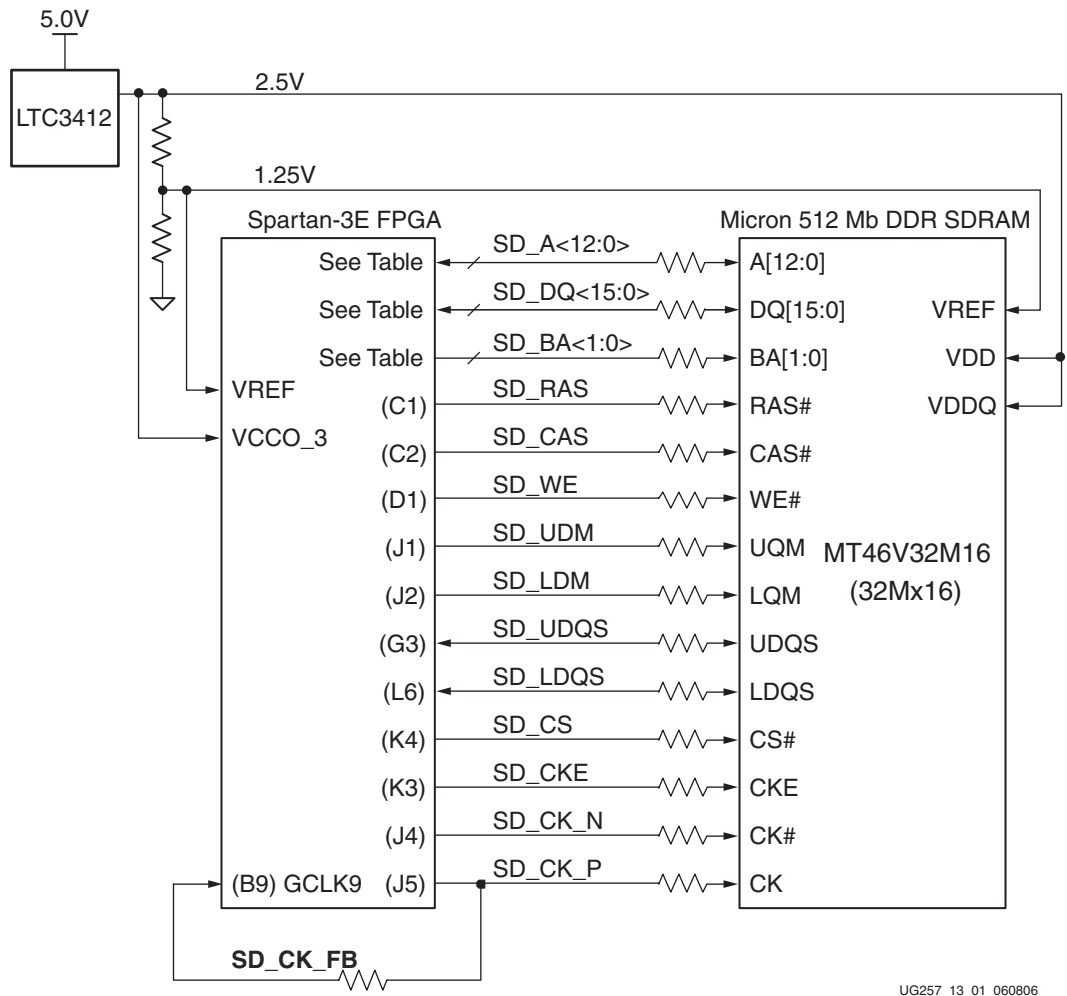 5.0V
LTC3412
2.5V
1.25V
Spartan-3E FPGA
Micron 512 Mb DDR SDRAM
See Table
SD_A<12:0>
A[12:0]
See Table
SD_DQ<15:0>
DQ[15:0]
VREF
See Table
SD_BA<1:0>
BA[1:0]
VDD
VREF
(C1)
SD_RAS
RAS#
VDDQ
VCCO_3
(C2)
SD_CAS
CAS#
(D1)
SD_WE
WE#
(J1)
SD_UDM
UQM
MT46V32M16
(32Mx16)
(J2)
SD_LDM
LQM
(G3)
SD_UDQS
UDQS
(L6)
SD_LDQS
LDQS
(K4)
SD_CS
CS#
(K3)
SD_CKE
CKE
(J4)
SD_CK_N
CK#
(B9) GCLK9
(J5)
SD_CK_P
CK
SD_CK_FB
UG257_13_01_060806